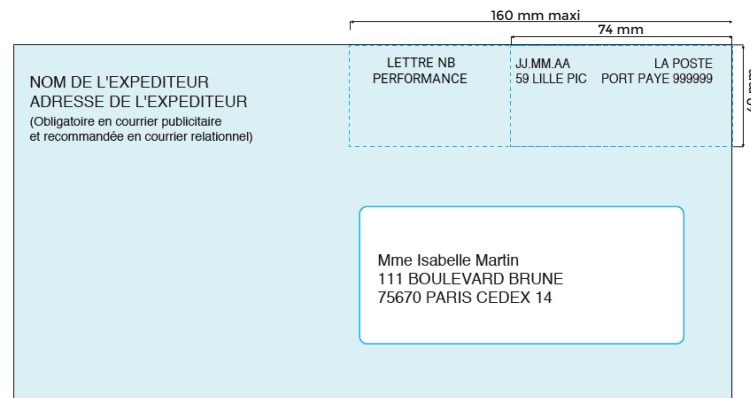 160 mm maxi
74 mm
LETTRE NB
PERFORMANCE
JJ.MM.AA LA POSTE
59 LILLE PIC PORT PAYE 999999
NOM DE L'EXPEDITEUR
ADRESSE DE L'EXPEDITEUR
(Obligatoire en courrier publicitaire
et recommandée en courrier relationnel)
Mme Isabelle Martin
111 BOULEVARD BRUNE
75670 PARIS CEDEX 14